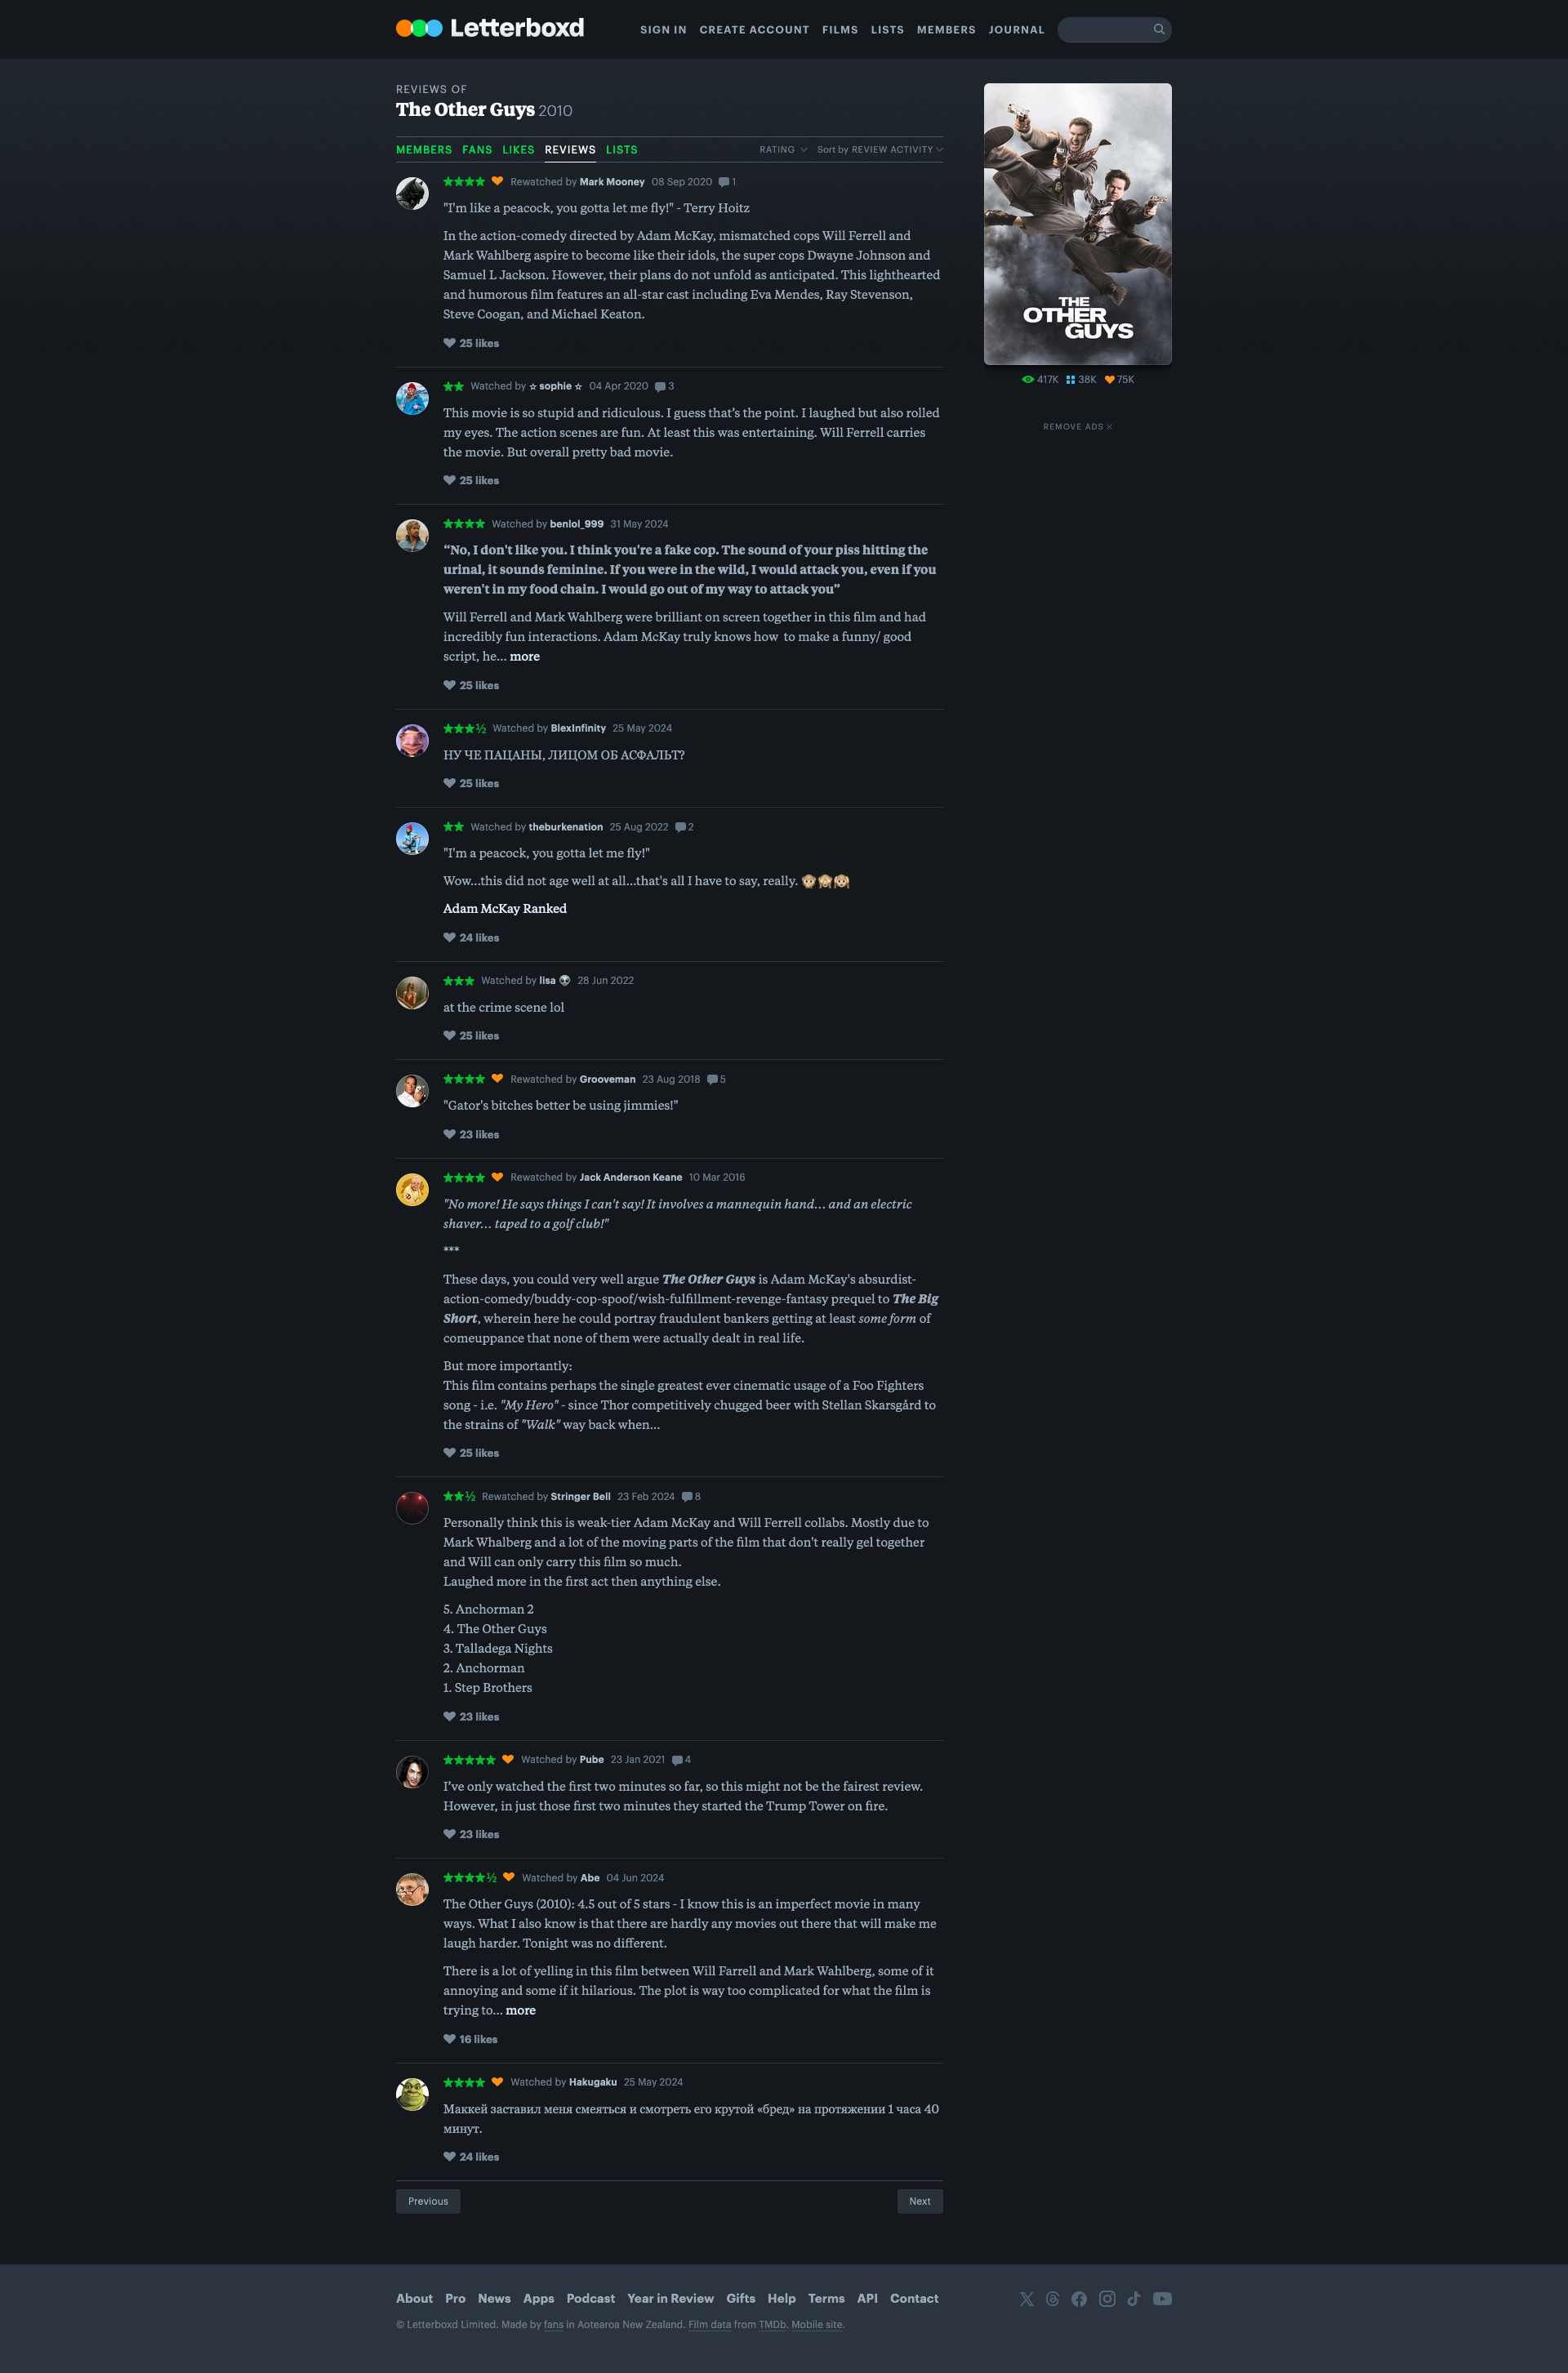 Letterboxd
SIGN IN CREATE ACCOUNT FILMS LISTS MEMBERS JOURNAL
REVIEWS OF
The Other Guys 2010
MEMBERS FANS LIKES REVIEWS LISTS RATING Sort by REVIEW ACTIVITY
★★★★ Rewatched by Mark Mooney 08 Sep 2020 1
"I'm like a peacock, you gotta let me fly!" - Terry Hoitz
In the action-comedy directed by Adam McKay, mismatched cops Will Ferrell and
Mark Wahlberg aspire to become like their idols, the super cops Dwayne Johnson and
Samuel L Jackson. However, their plans do not unfold as anticipated. This lighthearted
and humorous film features an all-star cast including Eva Mendes, Ray Stevenson,
Steve Coogan, and Michael Keaton.
25 likes
★★ Watched by ☆ sophie ☆ 04 Apr 2020 3
This movie is so stupid and ridiculous. I guess that's the point. I laughed but also rolled
my eyes. The action scenes are fun. At least this was entertaining. Will Ferrell carries
the movie. But overall pretty bad movie.
25 likes
★★★★ Watched by benlol_999 31 May 2024
“No, I don't like you. I think you're a fake cop. The sound of your piss hitting the
urinal, it sounds feminine. If you were in the wild, I would attack you, even if you
weren't in my food chain. I would go out of my way to attack you”
Will Ferrell and Mark Wahlberg were brilliant on screen together in this film and had
incredibly fun interactions. Adam McKay truly knows how to make a funny/ good
script, he… more
25 likes
★★★½ Watched by BlexInfinity 25 May 2024
НУ ЧЕ ПАЦАНЫ, ЛИЦОМ ОБ АСФАЛЬТ?
25 likes
★★ Watched by theburkenation 25 Aug 2022 2
"I'm a peacock, you gotta let me fly!"
Wow...this did not age well at all...that's all I have to say, really. 🐵🙈🙉
Adam McKay Ranked
24 likes
★★★ Watched by lisa 👽 28 Jun 2022
at the crime scene lol
25 likes
★★★★ Rewatched by Grooveman 23 Aug 2018 5
"Gator's bitches better be using jimmies!"
23 likes
★★★★ Rewatched by Jack Anderson Keane 10 Mar 2016
"No more! He says things I can't say! It involves a mannequin hand… and an electric
shaver… taped to a golf club!"
***
These days, you could very well argue The Other Guys is Adam McKay's absurdist-
action-comedy/buddy-cop-spoof/wish-fulfillment-revenge-fantasy prequel to The Big
Short, wherein here he could portray fraudulent bankers getting at least some form of
comeuppance that none of them were actually dealt in real life.
But more importantly:
This film contains perhaps the single greatest ever cinematic usage of a Foo Fighters
song - i.e. "My Hero" - since Thor competitively chugged beer with Stellan Skarsgård to
the strains of "Walk" way back when…
25 likes
★★½ Rewatched by Stringer Bell 23 Feb 2024 8
Personally think this is weak-tier Adam McKay and Will Ferrell collabs. Mostly due to
Mark Whalberg and a lot of the moving parts of the film that don't really gel together
and Will can only carry this film so much.
Laughed more in the first act then anything else.
5. Anchorman 2
4. The Other Guys
3. Talladega Nights
2. Anchorman
1. Step Brothers
23 likes
★★★★★ Watched by Pube 23 Jan 2021 4
I've only watched the first two minutes so far, so this might not be the fairest review.
However, in just those first two minutes they started the Trump Tower on fire.
23 likes
★★★★½ Watched by Abe 04 Jun 2024
The Other Guys (2010): 4.5 out of 5 stars - I know this is an imperfect movie in many
ways. What I also know is that there are hardly any movies out there that will make me
laugh harder. Tonight was no different.
There is a lot of yelling in this film between Will Farrell and Mark Wahlberg, some of it
annoying and some if it hilarious. The plot is way too complicated for what the film is
trying to… more
16 likes
★★★★ Watched by Hakugaku 25 May 2024
Маккей заставил меня смеяться и смотреть его крутой «бред» на протяжении 1 часа 40
минут.
24 likes
Previous Next
THE
OTHER
GUYS
417K 38K 75K
REMOVE ADS
About Pro News Apps Podcast Year in Review Gifts Help Terms API Contact
© Letterboxd Limited. Made by fans in Aotearoa New Zealand. Film data from TMDb. Mobile site.